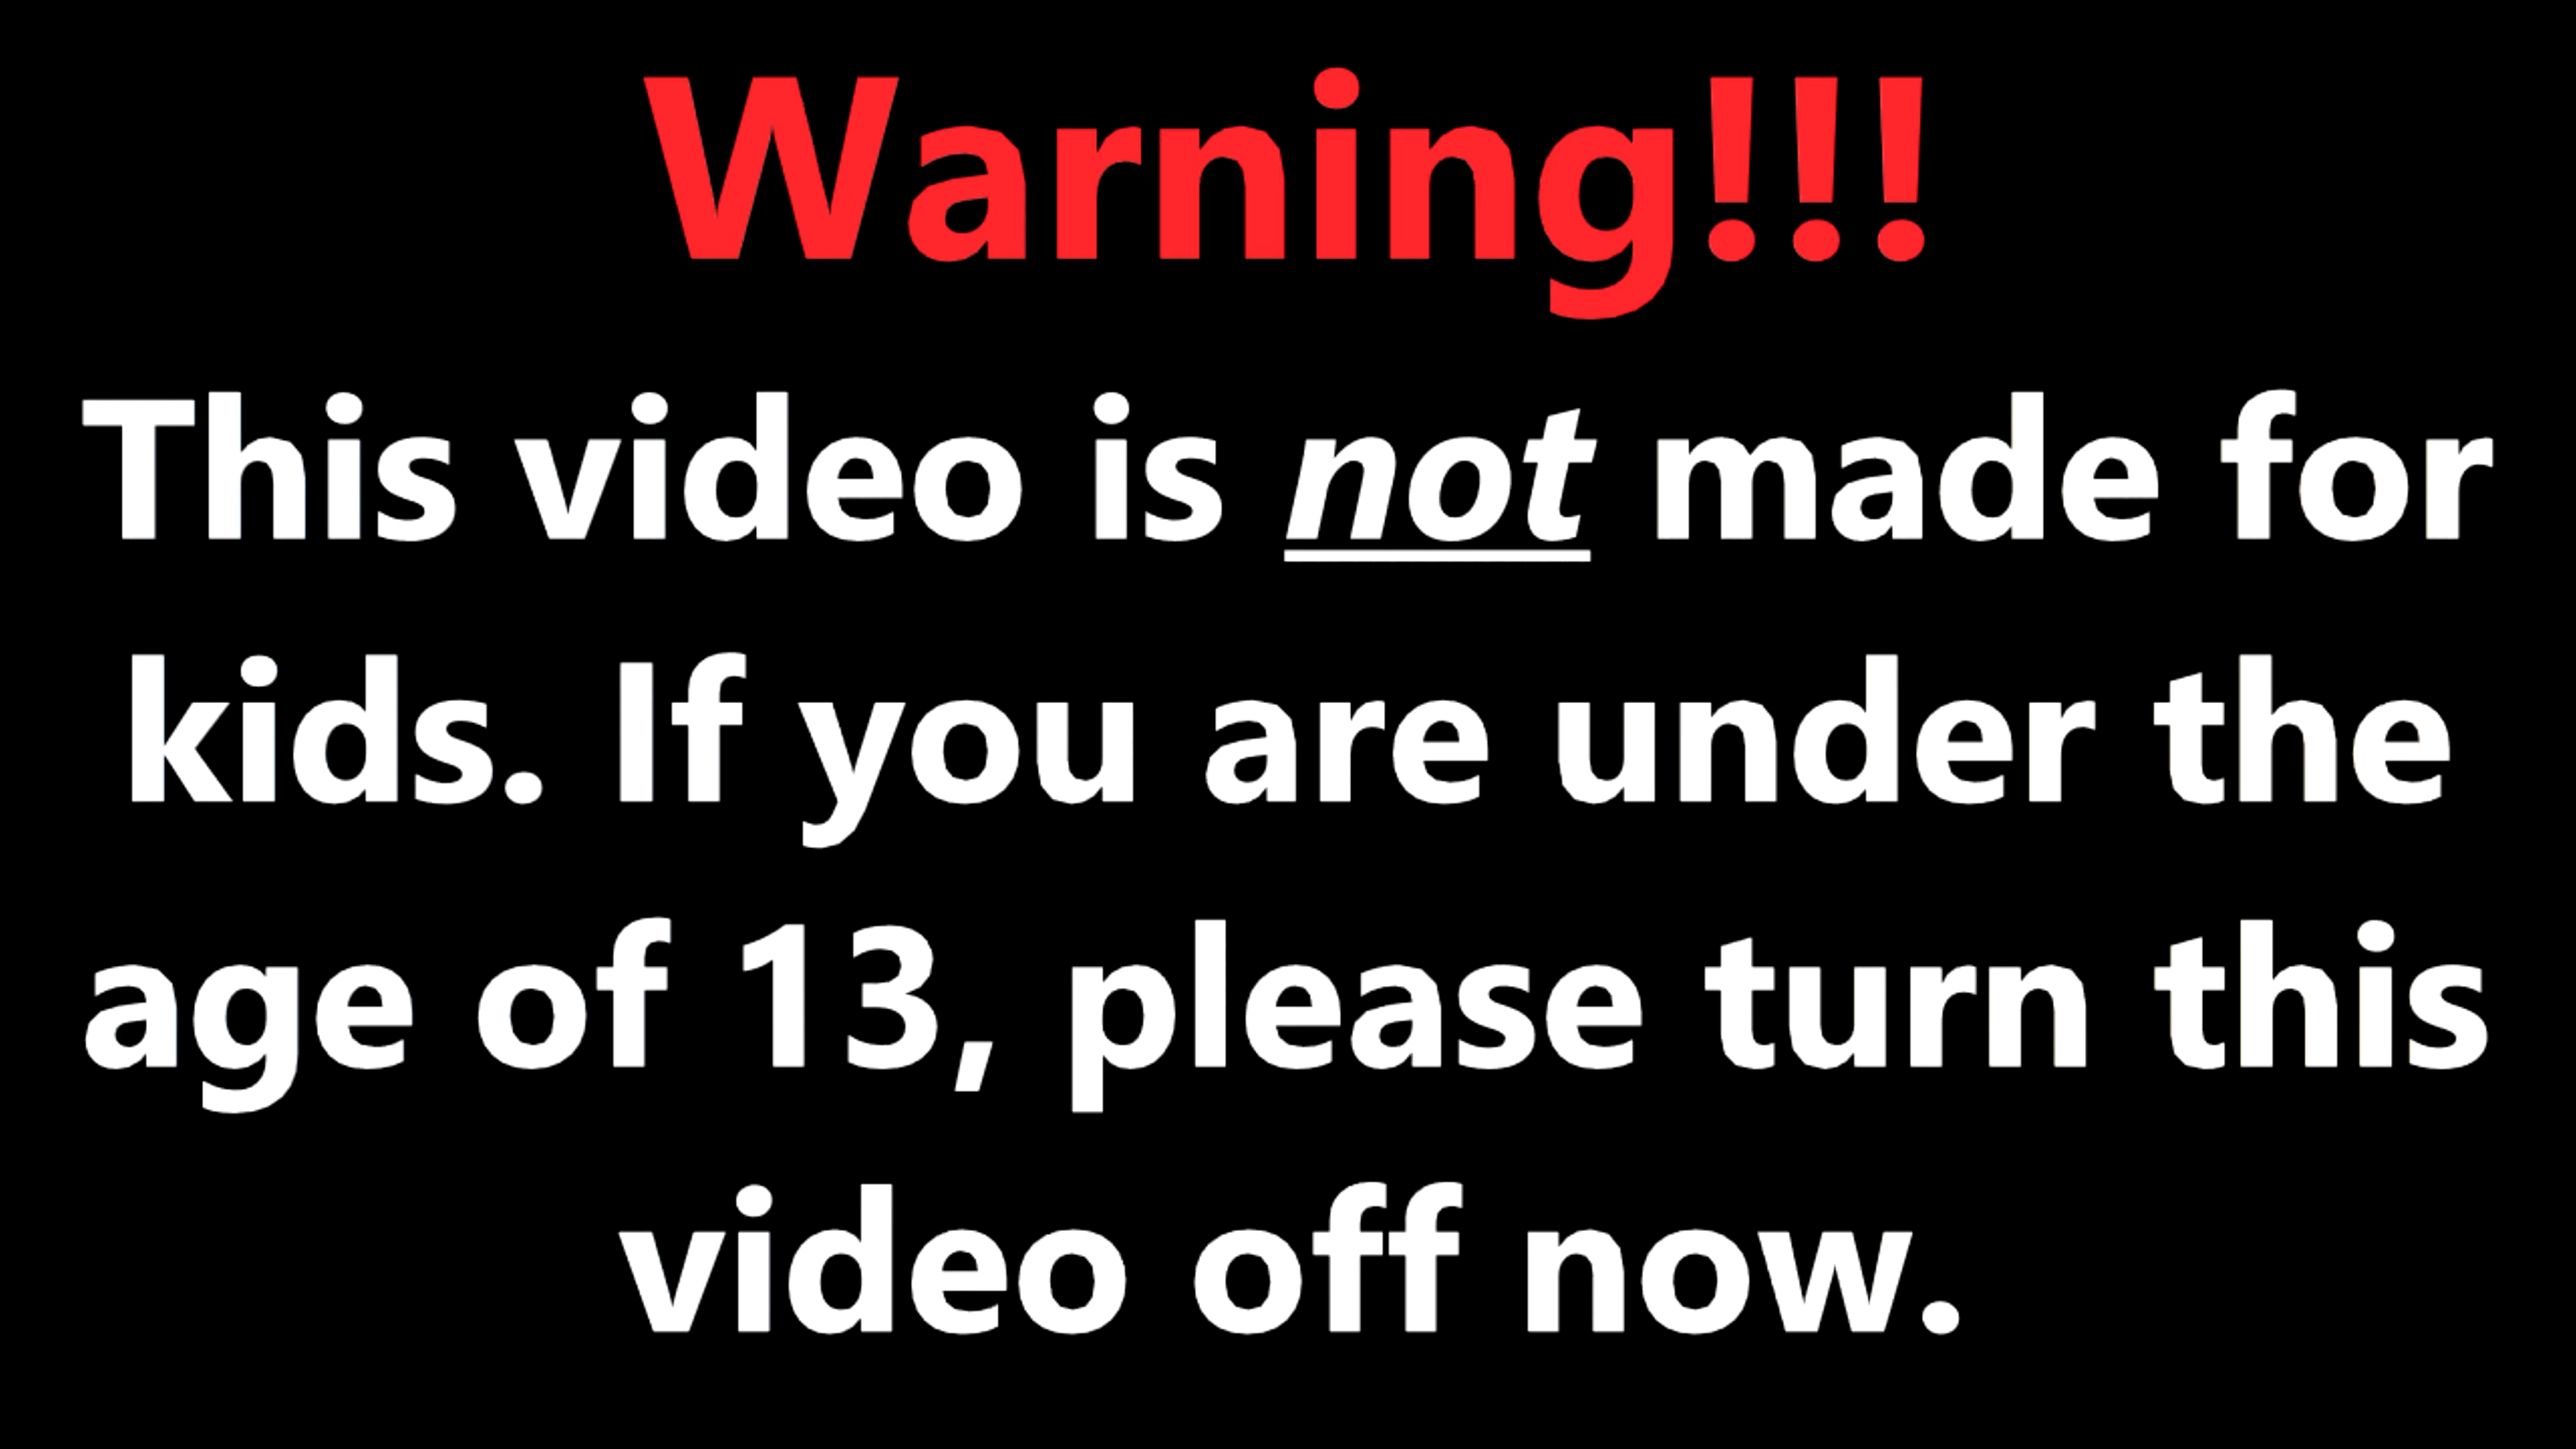 Warning!!!
This video is not made for
kids. If you are under the
age of 13, please turn this
video off now.